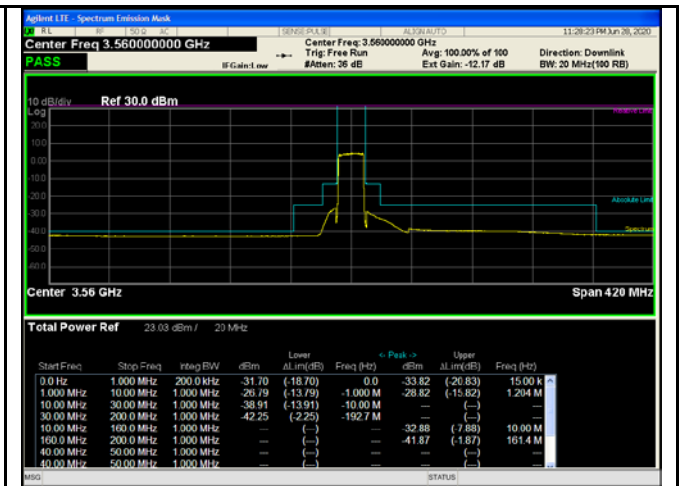 Agilent LTE - Spectrum Emission Mask
RL RF 50 Ω AC SENSE:PULSE ALIGN AUTO 11:28:23 PM Jun 28, 2020
Center Freq 3.560000000 GHz Center Freq: 3.560000000 GHz
Trig: Free Run Avg: 100.00% of 100 Direction: Downlink
PASS IFGain:Low #Atten: 36 dB Ext Gain: -12.17 dB BW: 20 MHz(100 RB)
10 dB/div Ref 30.0 dBm
Log
Relative Limit
20.0
10.0
0.00
-10.0
-20.0
Absolute Limit
-30.0
Spectrum
-40.0
-50.0
-60.0
Center 3.56 GHz Span 420 MHz
Total Power Ref 23.03 dBm / 20 MHz
Lower <- Peak -> Upper
Start Freq Stop Freq Integ BW dBm ΔLim(dB) Freq (Hz) dBm ΔLim(dB) Freq (Hz)
0.0 Hz 1.000 MHz 200.0 kHz -31.70 (-18.70) 0.0 -33.82 (-20.83) 15.00 k
1.000 MHz 10.00 MHz 1.000 MHz -26.79 (-13.79) -1.000 M -28.82 (-15.82) 1.204 M
10.00 MHz 30.00 MHz 1.000 MHz -38.91 (-13.91) -10.00 M --- (---)
30.00 MHz 200.0 MHz 1.000 MHz -42.25 (-2.25) -192.7 M --- (---)
10.00 MHz 160.0 MHz 1.000 MHz --- (---) -32.88 (-7.88) 10.00 M
160.0 MHz 200.0 MHz 1.000 MHz --- (---) -41.87 (-1.87) 161.4 M
40.00 MHz 50.00 MHz 1.000 MHz --- (---) --- (---)
40.00 MHz 50.00 MHz 1.000 MHz --- (---) --- (---)
MSG STATUS